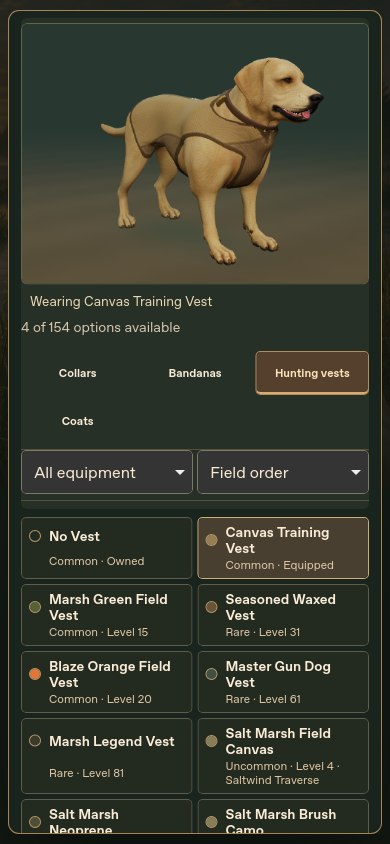 Wearing Canvas Training Vest
4 of 154 options available
Collars
Bandanas
Hunting vests
Coats
All equipment
Field order
No Vest
Common · Owned
Canvas Training
Vest
Common · Equipped
Marsh Green Field
Vest
Common · Level 15
Seasoned Waxed
Vest
Rare · Level 31
Blaze Orange Field
Vest
Common · Level 20
Master Gun Dog
Vest
Rare · Level 61
Marsh Legend Vest
Rare · Level 81
Salt Marsh Field
Canvas
Uncommon · Level 4 ·
Saltwind Traverse
Salt Marsh
Neoprene
Salt Marsh Brush
Camo